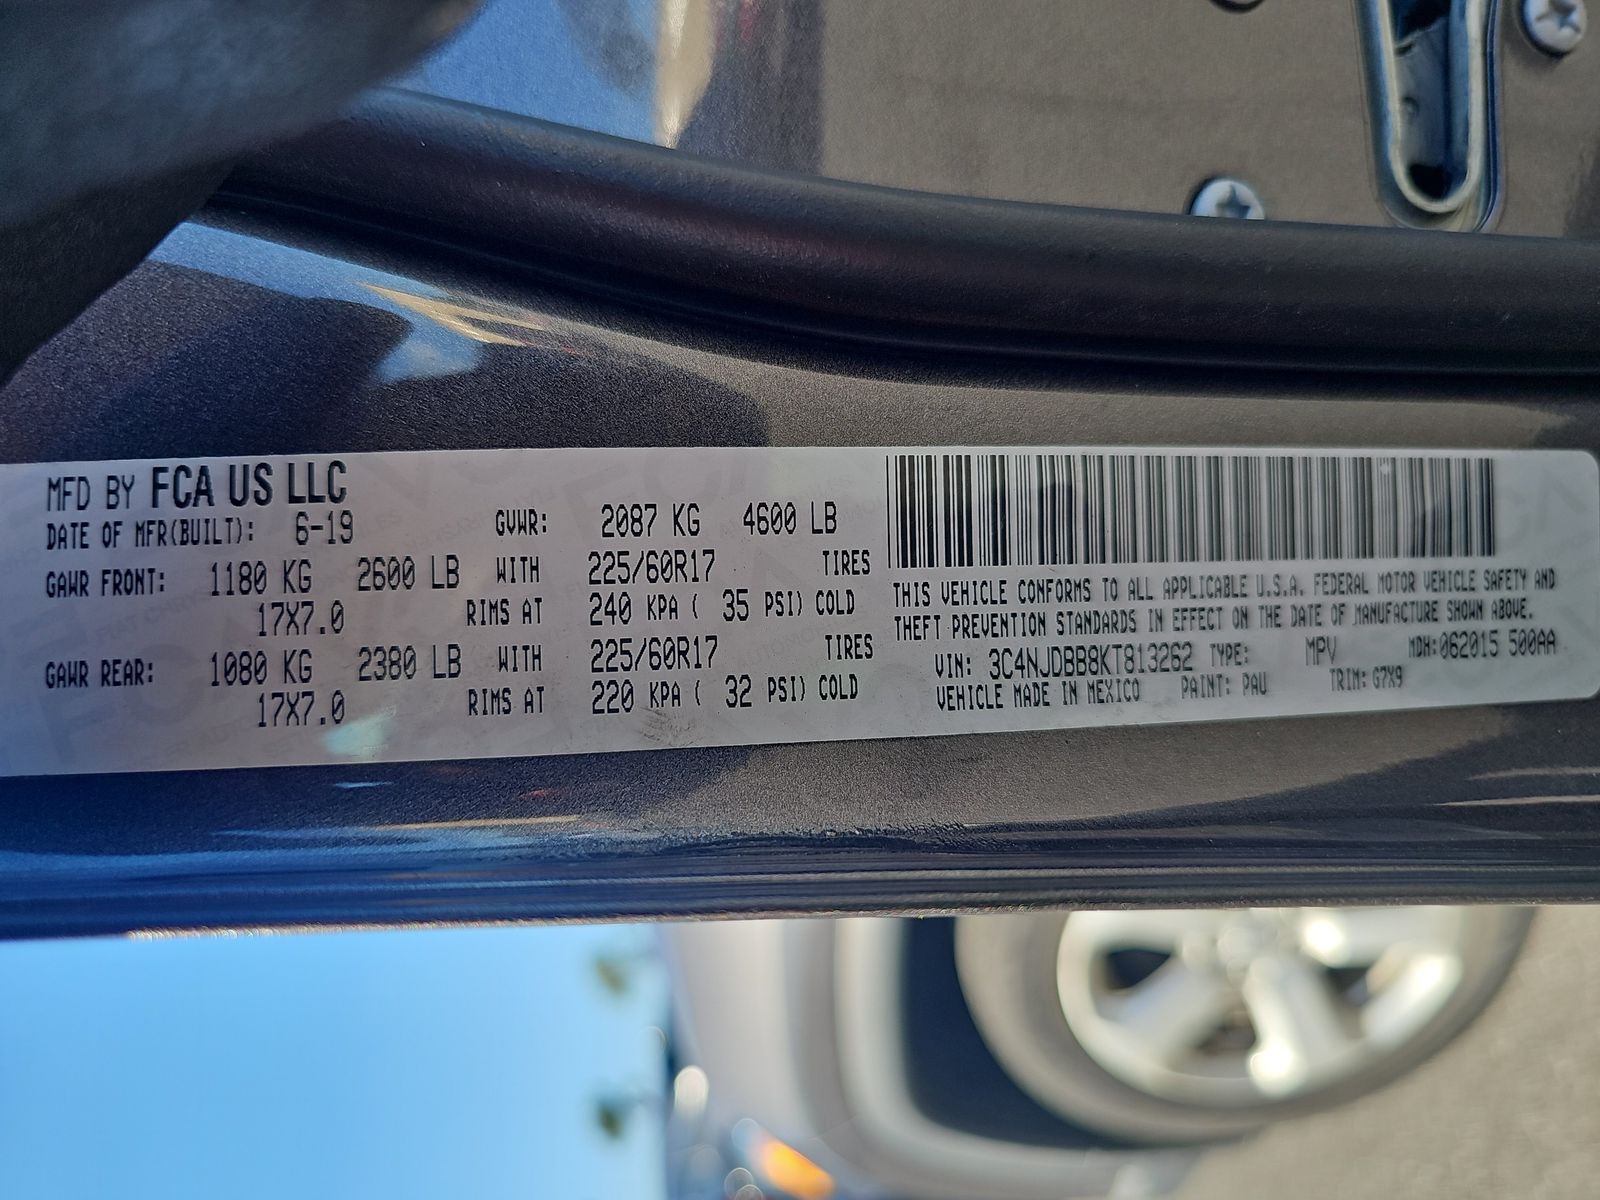 MFD BY FCA US LLC
DATE OF MFR(BUILT): 6-19 GVWR: 2087 KG 4600 LB
GAWR FRONT: 1180 KG 2600 LB WITH 225/60R17 TIRES
17X7.0 RIMS AT 240 KPA ( 35 PSI) COLD
GAWR REAR: 1080 KG 2380 LB WITH 225/60R17 TIRES
17X7.0 RIMS AT 220 KPA ( 32 PSI) COLD
THIS VEHICLE CONFORMS TO ALL APPLICABLE U.S.A. FEDERAL MOTOR VEHICLE SAFETY AND
THEFT PREVENTION STANDARDS IN EFFECT ON THE DATE OF MANUFACTURE SHOWN ABOVE.
VIN: 3C4NJDBB8KT813262 TYPE: MPV MDH: 062015 500AA
VEHICLE MADE IN MEXICO PAINT: PAU TRIM: G7X9